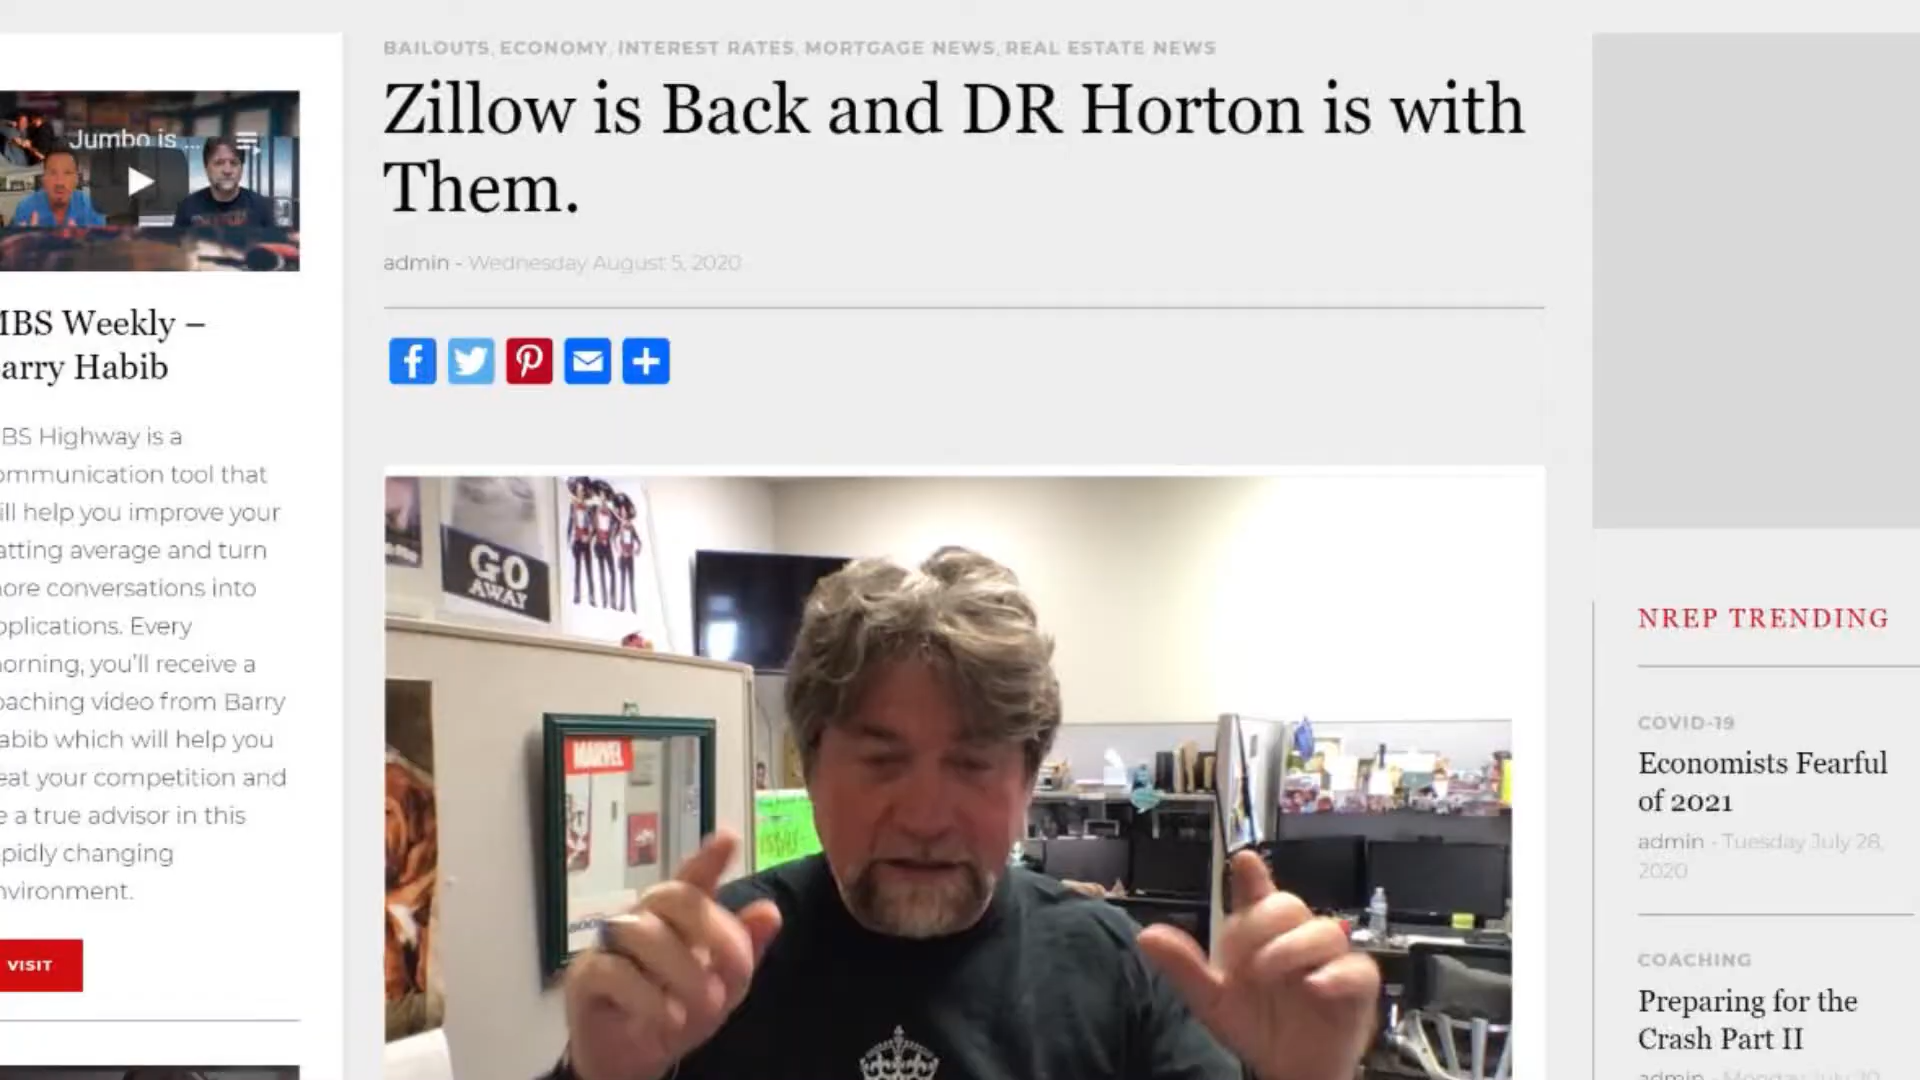 BAILOUTS, ECONOMY, INTEREST RATES, MORTGAGE NEWS, REAL ESTATE NEWS
Zillow is Back and DR Horton is with
Them.
admin - Wednesday August 5, 2020
Jumbo is ...
MBS Weekly –
arry Habib
BS Highway is a
ommunication tool that
ill help you improve your
atting average and turn
ore conversations into
pplications. Every
orning, you’ll receive a
oaching video from Barry
abib which will help you
eat your competition and
e a true advisor in this
pidly changing
nvironment.
VISIT
GO
AWAY
MARVEL
NREP TRENDING
COVID-19
Economists Fearful
of 2021
admin - Tuesday July 28,
2020
COACHING
Preparing for the
Crash Part II
admin - Monday July 20